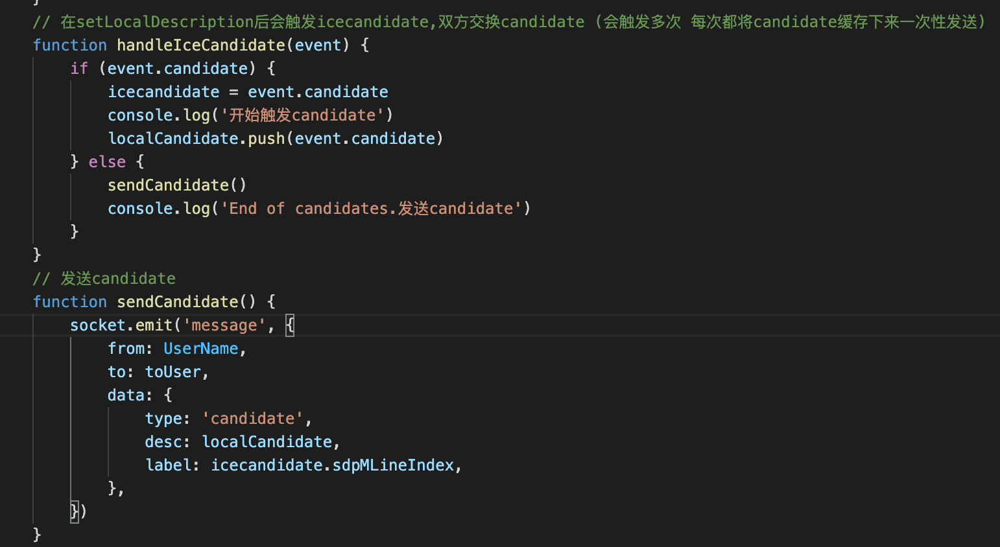 }
// 在setLocalDescription后会触发icecandidate,双方交换candidate (会触发多次 每次都将candidate缓存下来一次性发送)
function handleIceCandidate(event) {
if (event.candidate) {
icecandidate = event.candidate
console.log('开始触发candidate')
localCandidate.push(event.candidate)
} else {
sendCandidate()
console.log('End of candidates.发送candidate')
}
}
// 发送candidate
function sendCandidate() {
socket.emit('message', {
from: UserName,
to: toUser,
data: {
type: 'candidate',
desc: localCandidate,
label: icecandidate.sdpMLineIndex,
},
})
}